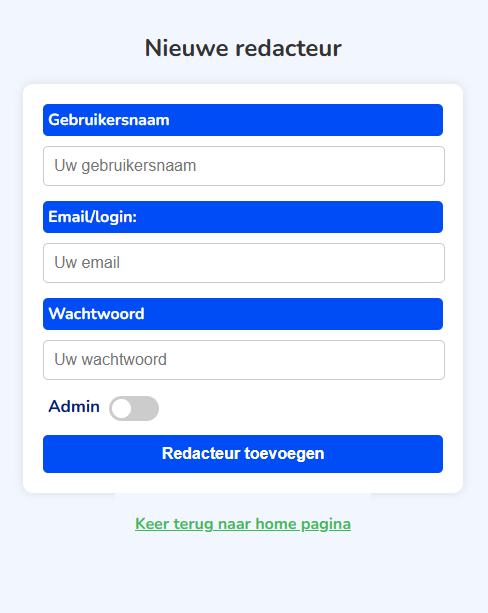 Nieuwe redacteur
Gebruikersnaam
Uw gebruikersnaam
Email/login:
Uw email
Wachtwoord
Uw wachtwoord
Admin
Redacteur toevoegen
Keer terug naar home pagina